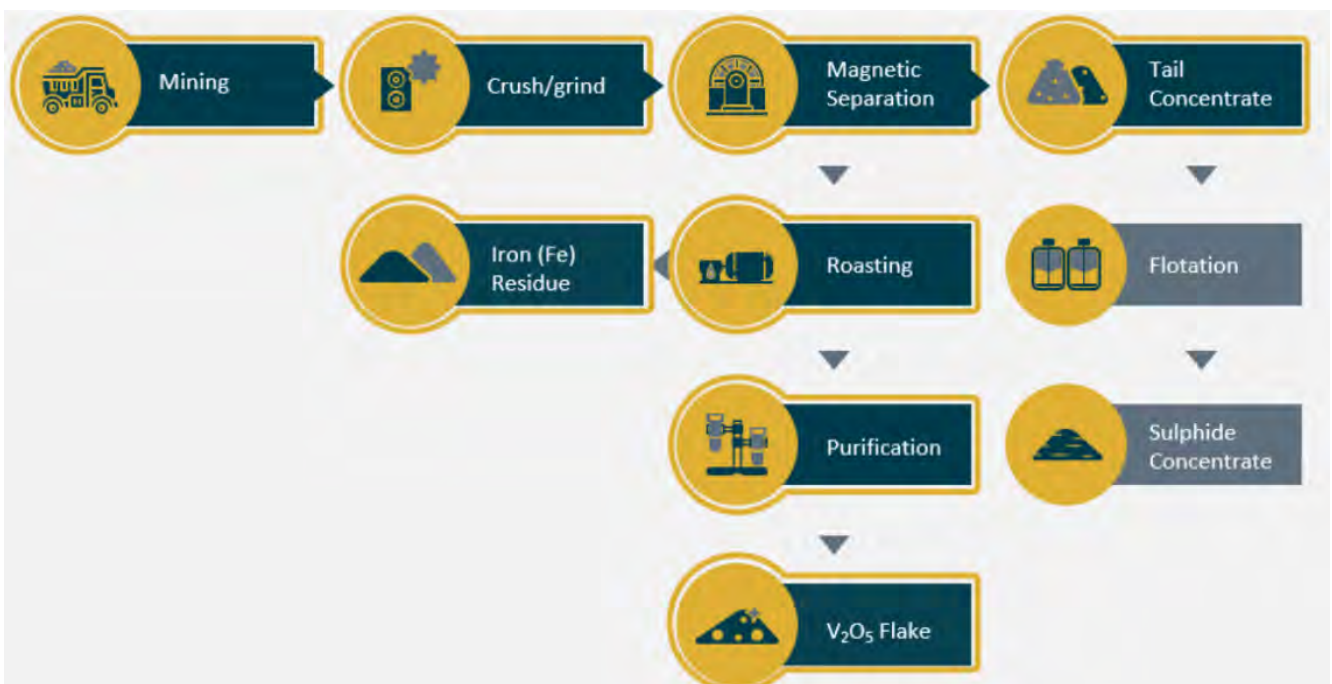 Mining
Crush/grind
Magnetic
Separation
Tail
Concentrate
Iron (Fe)
Residue
Roasting
Flotation
Purification
Sulphide
Concentrate
V₂O₅ Flake